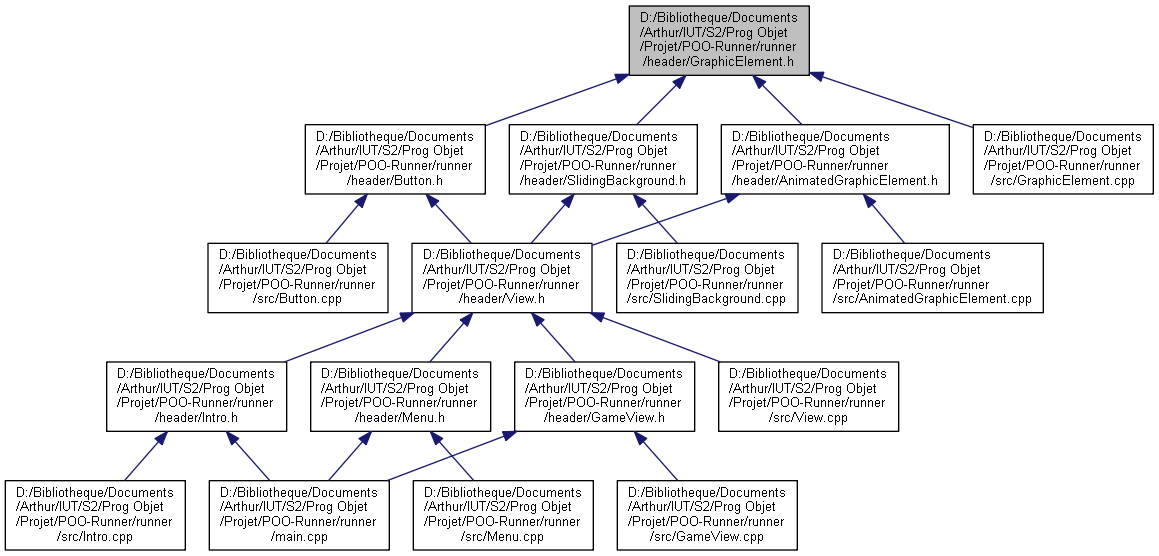 D:/Bibliotheque/Documents
/Arthur/IUT/S2/Prog Objet
/Projet/POO-Runner/runner
/header/GraphicElement.h
D:/Bibliotheque/Documents
/Arthur/IUT/S2/Prog Objet
/Projet/POO-Runner/runner
/header/Button.h
D:/Bibliotheque/Documents
/Arthur/IUT/S2/Prog Objet
/Projet/POO-Runner/runner
/header/SlidingBackground.h
D:/Bibliotheque/Documents
/Arthur/IUT/S2/Prog Objet
/Projet/POO-Runner/runner
/header/AnimatedGraphicElement.h
D:/Bibliotheque/Documents
/Arthur/IUT/S2/Prog Objet
/Projet/POO-Runner/runner
/src/GraphicElement.cpp
D:/Bibliotheque/Documents
/Arthur/IUT/S2/Prog Objet
/Projet/POO-Runner/runner
/src/Button.cpp
D:/Bibliotheque/Documents
/Arthur/IUT/S2/Prog Objet
/Projet/POO-Runner/runner
/header/View.h
D:/Bibliotheque/Documents
/Arthur/IUT/S2/Prog Objet
/Projet/POO-Runner/runner
/src/SlidingBackground.cpp
D:/Bibliotheque/Documents
/Arthur/IUT/S2/Prog Objet
/Projet/POO-Runner/runner
/src/AnimatedGraphicElement.cpp
D:/Bibliotheque/Documents
/Arthur/IUT/S2/Prog Objet
/Projet/POO-Runner/runner
/header/Intro.h
D:/Bibliotheque/Documents
/Arthur/IUT/S2/Prog Objet
/Projet/POO-Runner/runner
/header/Menu.h
D:/Bibliotheque/Documents
/Arthur/IUT/S2/Prog Objet
/Projet/POO-Runner/runner
/header/GameView.h
D:/Bibliotheque/Documents
/Arthur/IUT/S2/Prog Objet
/Projet/POO-Runner/runner
/src/View.cpp
D:/Bibliotheque/Documents
/Arthur/IUT/S2/Prog Objet
/Projet/POO-Runner/runner
/src/Intro.cpp
D:/Bibliotheque/Documents
/Arthur/IUT/S2/Prog Objet
/Projet/POO-Runner/runner
/main.cpp
D:/Bibliotheque/Documents
/Arthur/IUT/S2/Prog Objet
/Projet/POO-Runner/runner
/src/Menu.cpp
D:/Bibliotheque/Documents
/Arthur/IUT/S2/Prog Objet
/Projet/POO-Runner/runner
/src/GameView.cpp